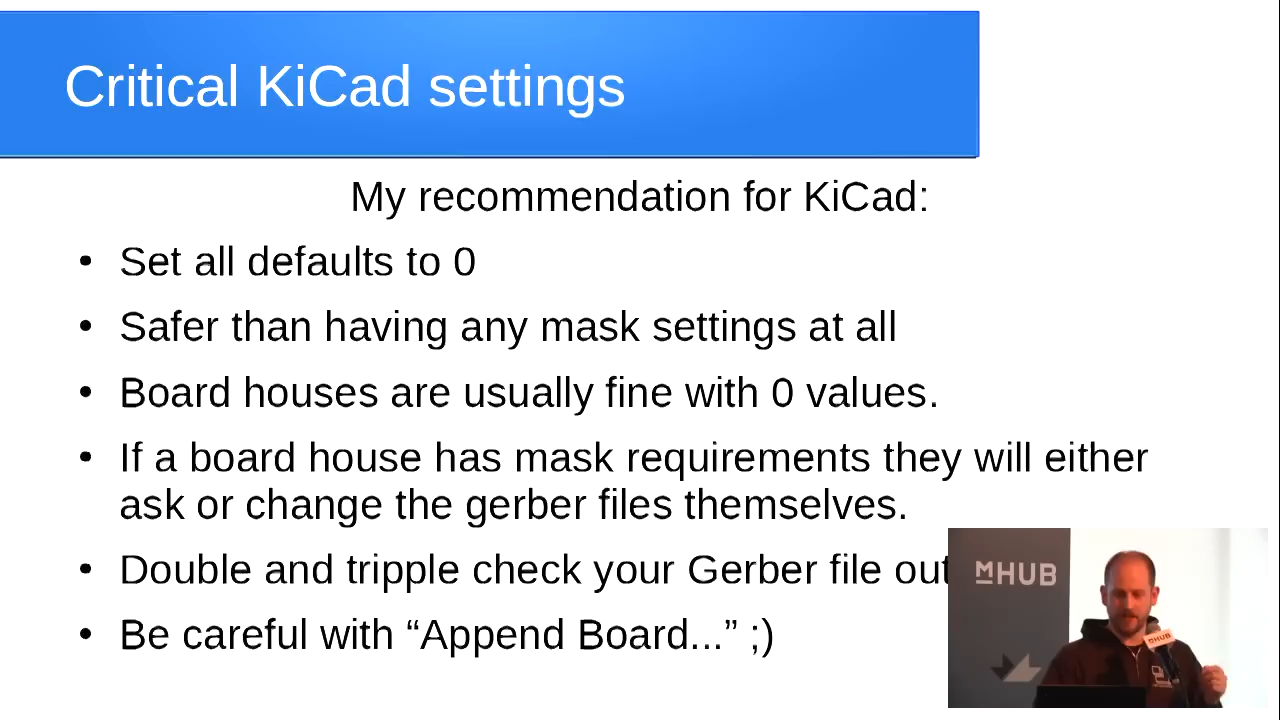 Critical KiCad settings
My recommendation for KiCad:
• Set all defaults to 0
• Safer than having any mask settings at all
• Board houses are usually fine with 0 values.
• If a board house has mask requirements they will either
ask or change the gerber files themselves.
• Double and tripple check your Gerber file out
• Be careful with “Append Board...” ;)
MHUB
MHUB